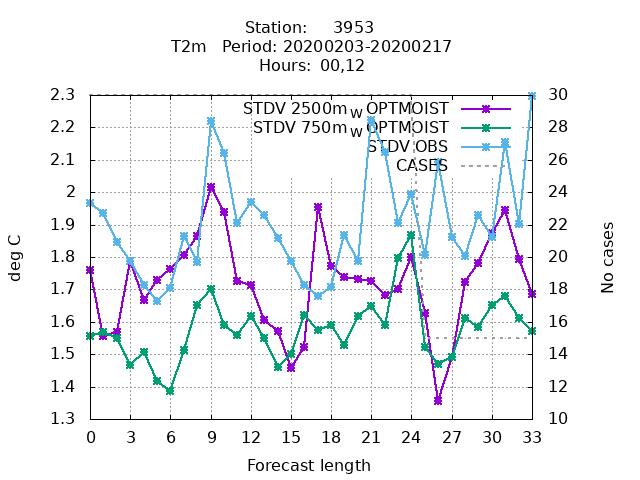 Station: 3953
T2m Period: 20200203-20200217
Hours: 00,12
STDV 2500m_W OPTMOIST
STDV 750m_W OPTMOIST
STDV OBS
CASES
2.3
2.2
2.1
2
1.9
1.8
1.7
1.6
1.5
1.4
1.3
deg C
30
28
26
24
22
20
18
16
14
12
10
No cases
0 3 6 9 12 15 18 21 24 27 30 33
Forecast length